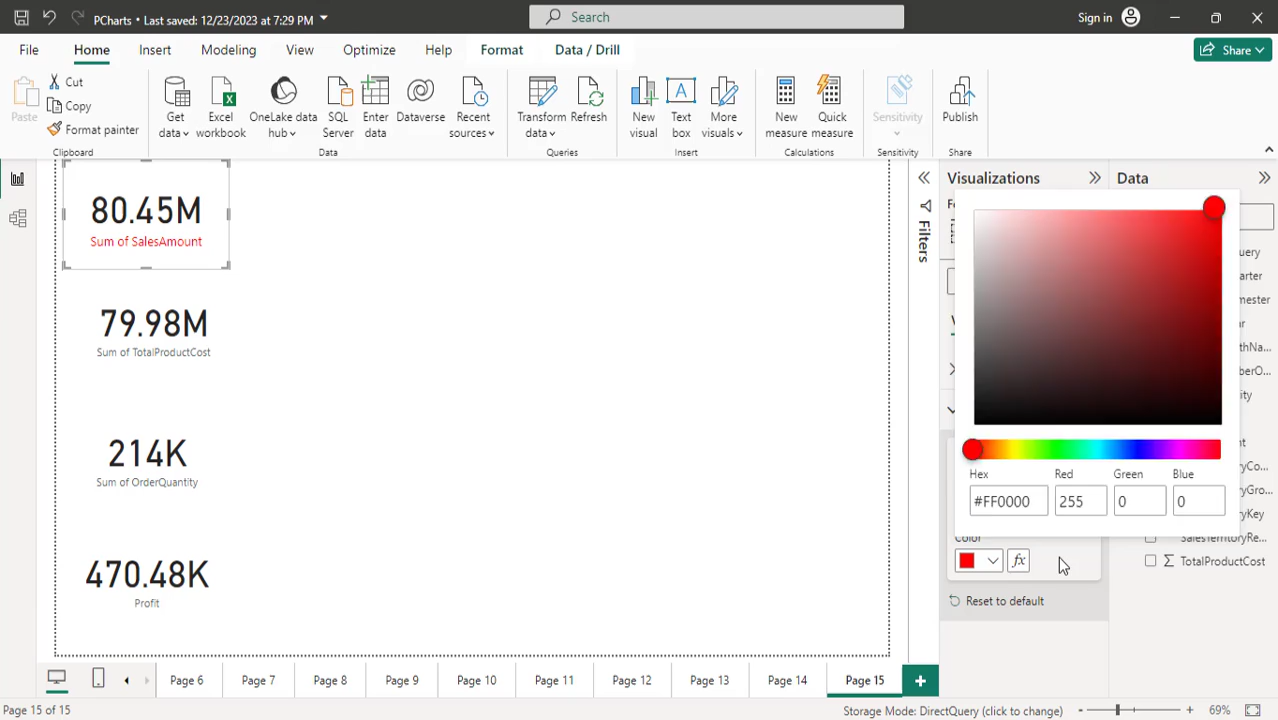 PCharts • Last saved: 12/23/2023 at 7:29 PM
Search
Sign in
File Home Insert Modeling View Optimize Help Format Data / Drill
Share
Paste
Cut
Copy
Format painter
Clipboard
Get data
Excel workbook
OneLake data hub
SQL Server
Enter data
Dataverse
Recent sources
Data
Transform data
Refresh
Queries
New visual
Text box
More visuals
Insert
New measure
Quick measure
Calculations
Sensitivity
Sensitivity
Publish
Share
80.45M
Sum of SalesAmount
79.98M
Sum of TotalProductCost
214K
Sum of OrderQuantity
470.48K
Profit
Filters
Visualizations
Data
Hex Red Green Blue
#FF0000 255 0 0
Color
fx
Reset to default
SalesTerritoryRe...
Σ TotalProductCost
Page 6 Page 7 Page 8 Page 9 Page 10 Page 11 Page 12 Page 13 Page 14 Page 15
Page 15 of 15
Storage Mode: DirectQuery (click to change)
- + 69%